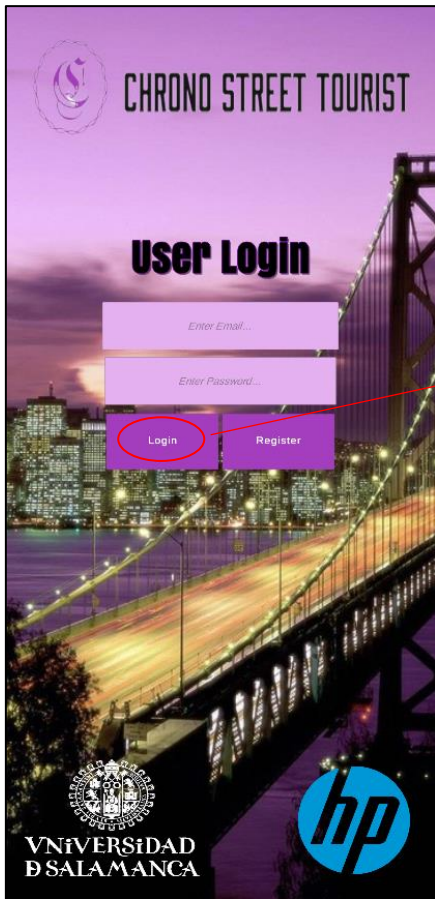 CHRONO STREET TOURIST
User Login
Enter Email...
Enter Password...
Login Register
VNiVERSiDAD
Ð SALAMANCA
hp